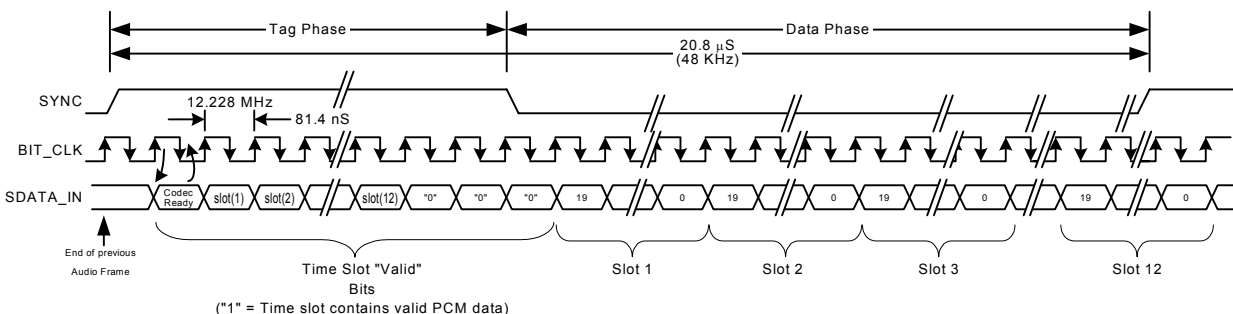 Tag Phase
Data Phase
20.8 μS
(48 KHz)
SYNC
12.228 MHz
81.4 nS
BIT_CLK
SDATA_IN
Codec
Ready
slot(1)
slot(2)
slot(12)
"0"
"0"
"0"
19
0
19
0
19
0
19
0
End of previous
Audio Frame
Time Slot "Valid"
Bits
("1" = Time slot contains valid PCM data)
Slot 1
Slot 2
Slot 3
Slot 12